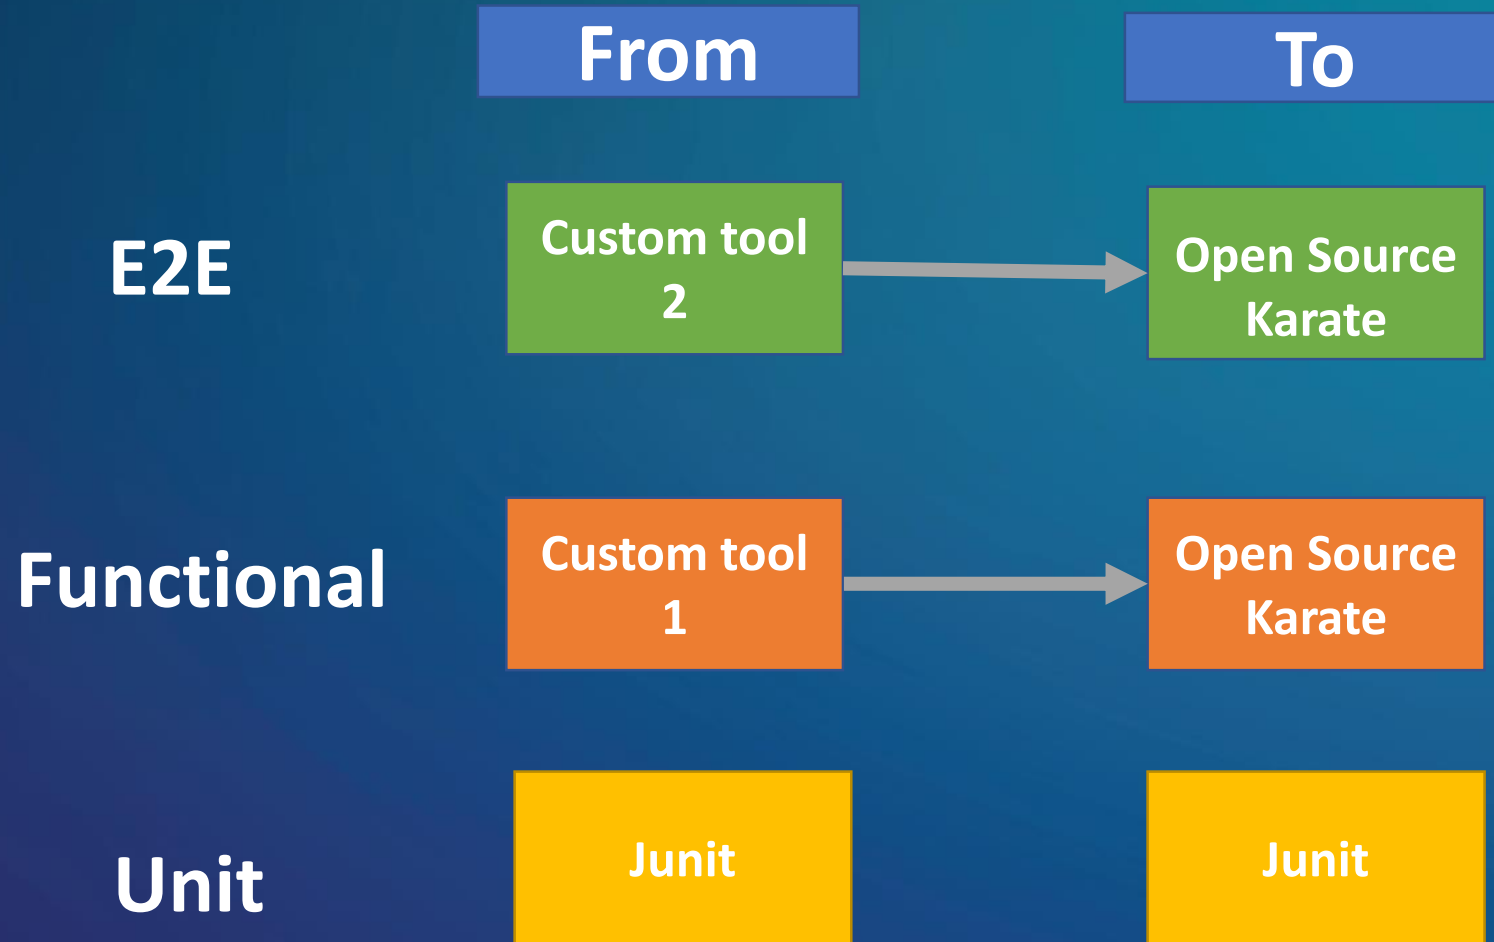 From
To
E2E
Custom tool
2
Open Source
Karate
Functional
Custom tool
1
Open Source
Karate
Unit
Junit
Junit